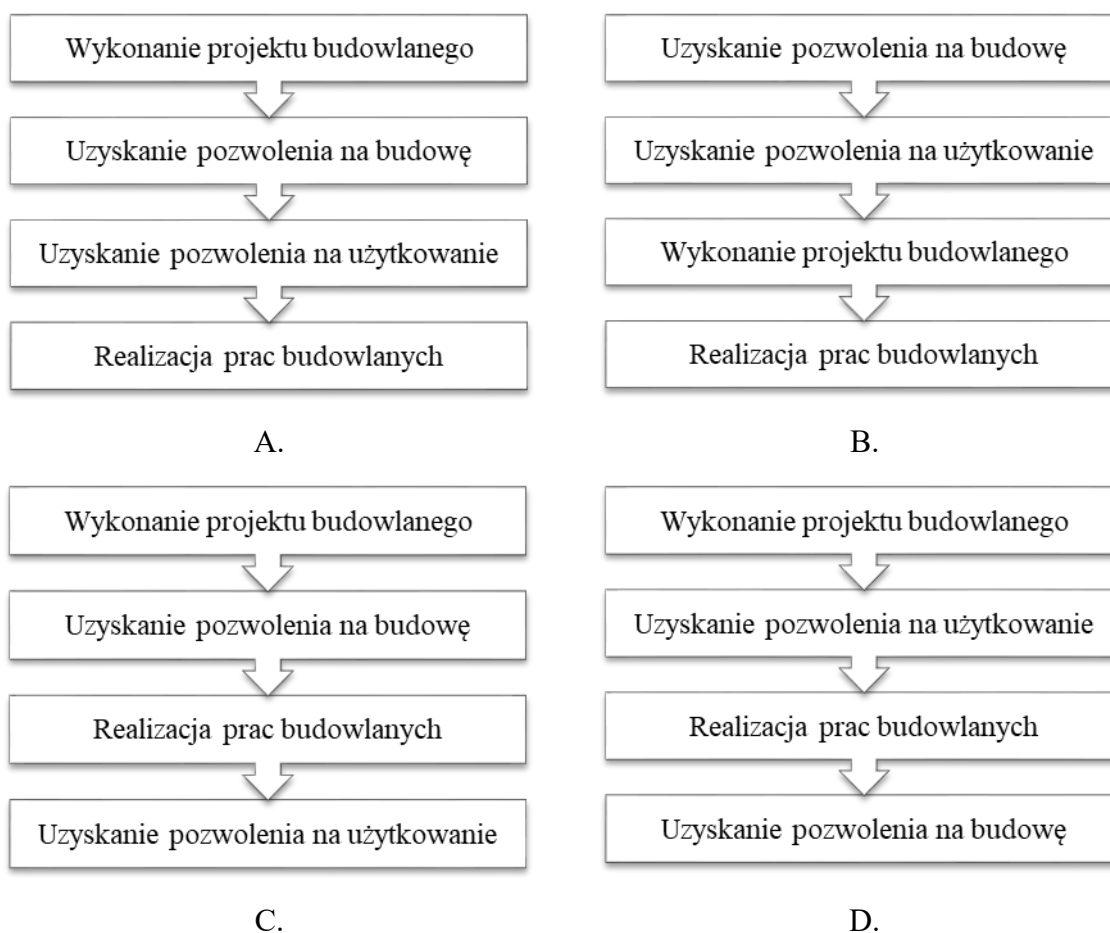 Wykonanie projektu budowlanego
Uzyskanie pozwolenia na budowę
Uzyskanie pozwolenia na użytkowanie
Realizacja prac budowlanych
A.
Uzyskanie pozwolenia na budowę
Uzyskanie pozwolenia na użytkowanie
Wykonanie projektu budowlanego
Realizacja prac budowlanych
B.
Wykonanie projektu budowlanego
Uzyskanie pozwolenia na budowę
Realizacja prac budowlanych
Uzyskanie pozwolenia na użytkowanie
C.
Wykonanie projektu budowlanego
Uzyskanie pozwolenia na użytkowanie
Realizacja prac budowlanych
Uzyskanie pozwolenia na budowę
D.